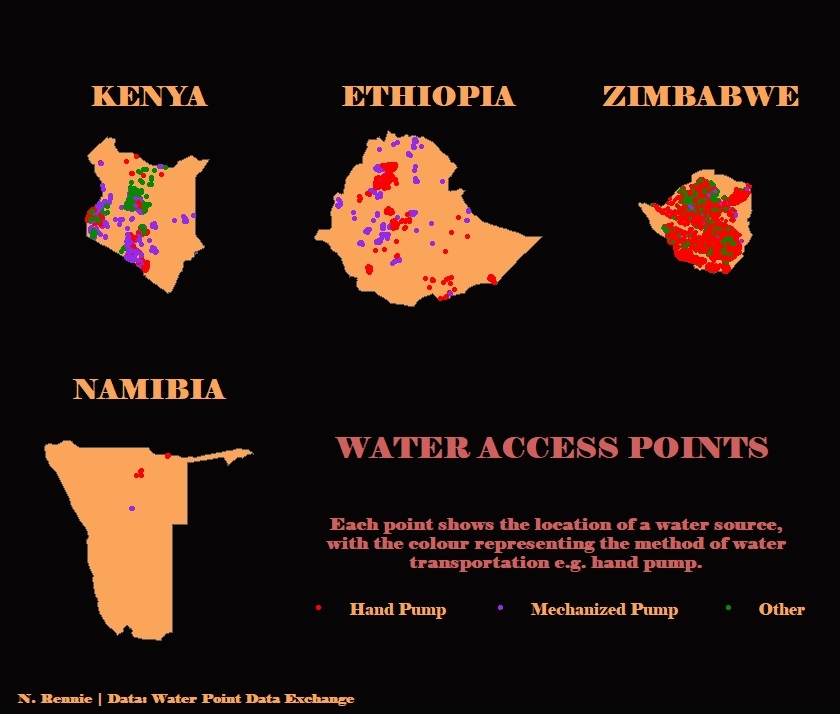 KENYA
ETHIOPIA
ZIMBABWE
NAMIBIA
WATER ACCESS POINTS
Each point shows the location of a water source,
with the colour representing the method of water
transportation e.g. hand pump.
Hand Pump
Mechanized Pump
Other
N. Rennie | Data: Water Point Data Exchange